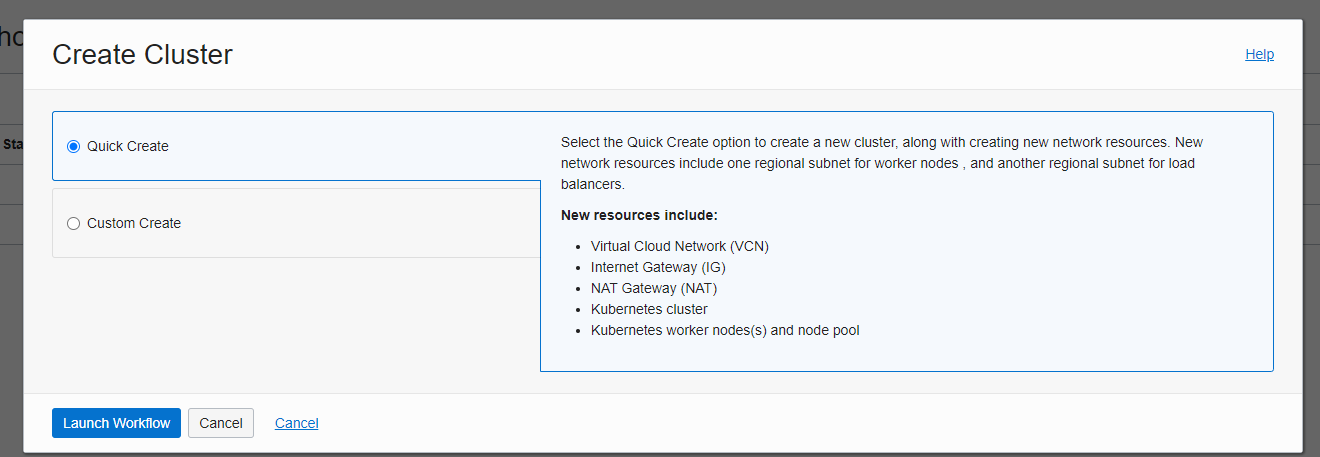 Create Cluster
Help
Quick Create
Custom Create
Select the Quick Create option to create a new cluster, along with creating new network resources. New
network resources include one regional subnet for worker nodes , and another regional subnet for load
balancers.
New resources include:
Virtual Cloud Network (VCN)
Internet Gateway (IG)
NAT Gateway (NAT)
Kubernetes cluster
Kubernetes worker nodes(s) and node pool
Launch Workflow
Cancel
Cancel